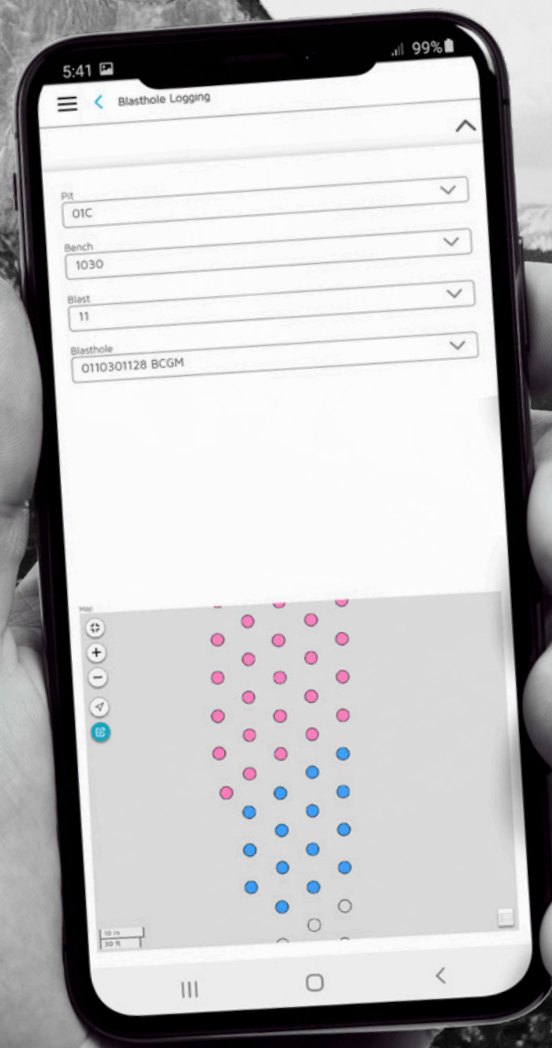 5:41
99%
Blasthole Logging
Pit
01C
Bench
1030
Blast
11
Blasthole
0110301128 BCGM
Map
10 m
30 ft